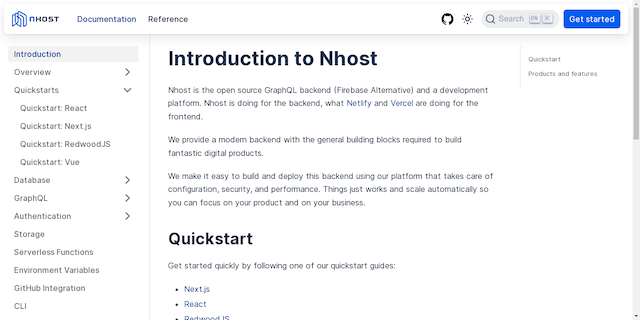 nhost
Documentation
Reference
Search
K
Get started
Introduction
Overview
Quickstarts
Quickstart: React
Quickstart: Next.js
Quickstart: RedwoodJS
Quickstart: Vue
Database
GraphQL
Authentication
Storage
Serverless Functions
Environment Variables
GitHub Integration
CLI
Introduction to Nhost
Nhost is the open source GraphQL backend (Firebase Alternative) and a development
platform. Nhost is doing for the backend, what Netlify and Vercel are doing for the
frontend.
We provide a modern backend with the general building blocks required to build
fantastic digital products.
We make it easy to build and deploy this backend using our platform that takes care of
configuration, security, and performance. Things just works and scale automatically so
you can focus on your product and on your business.
Quickstart
Get started quickly by following one of our quickstart guides:
Next.js
React
RedwoodJS
Quickstart
Products and features